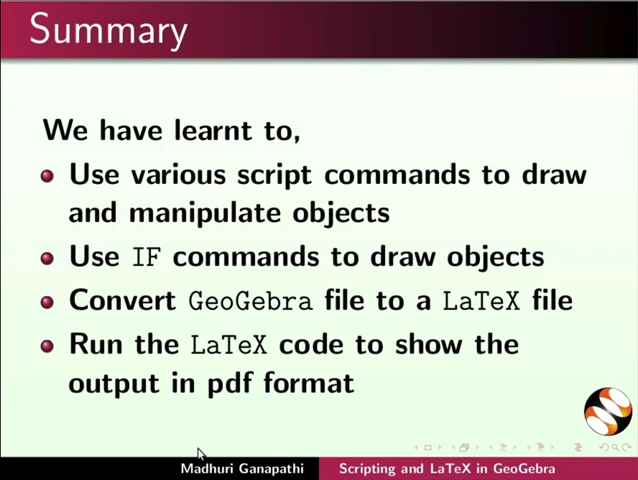 Summary
We have learnt to,
Use various script commands to draw
and manipulate objects
Use IF commands to draw objects
Convert GeoGebra file to a LaTeX file
Run the LaTeX code to show the
output in pdf format
Madhuri Ganapathi Scripting and LaTeX in GeoGebra